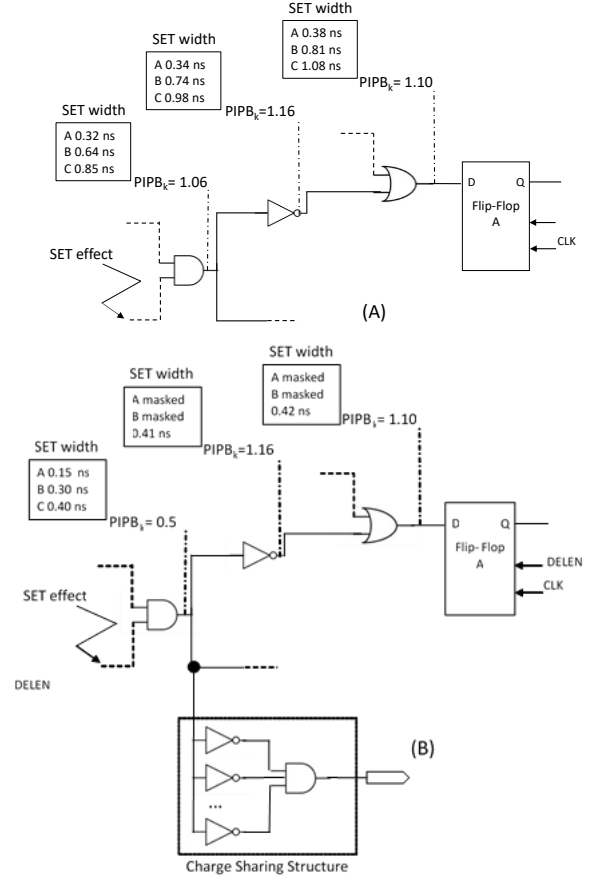 SET width
A 0.38 ns
B 0.81 ns
C 1.08 ns
SET width
A 0.34 ns
B 0.74 ns
C 0.98 ns
PIPBk= 1.10
PIPBk=1.16
SET width
A 0.32 ns
B 0.64 ns
C 0.85 ns
PIPBk= 1.06
D Q
Flip-Flop
A
CLK
SET effect
(A)
SET width
A masked
B masked
0.42 ns
SET width
A masked
B masked
0.41 ns
PIPBk= 1.10
PIPBk=1.16
SET width
A 0.15 ns
B 0.30 ns
C 0.40 ns
PIPBk= 0.5
D Q
Flip- Flop
A
DELEN
CLK
SET effect
DELEN
(B)
...
Charge Sharing Structure